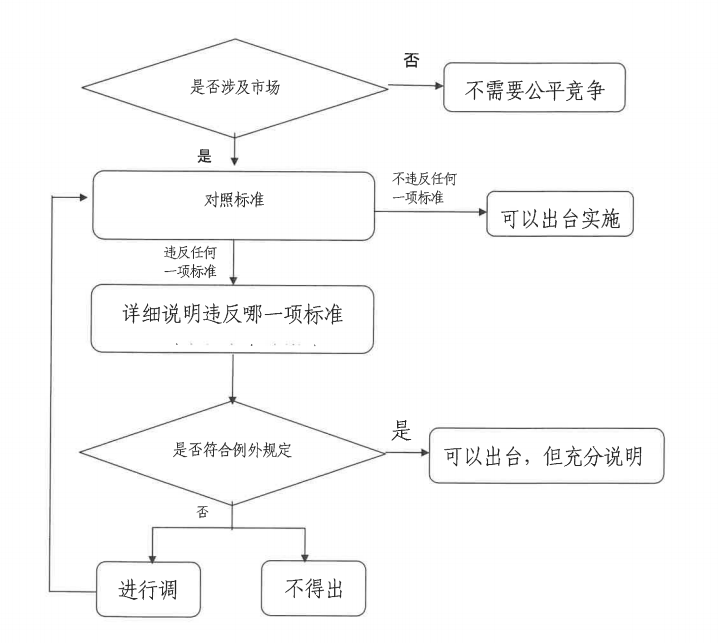 是否涉及市场
否
不需要公平竞争
是
对照标准
不违反任何
一项标准
可以出台实施
违反任何
一项标准
详细说明违反哪一项标准
是否符合例外规定
是
可以出台，但充分说明
否
进行调
不得出